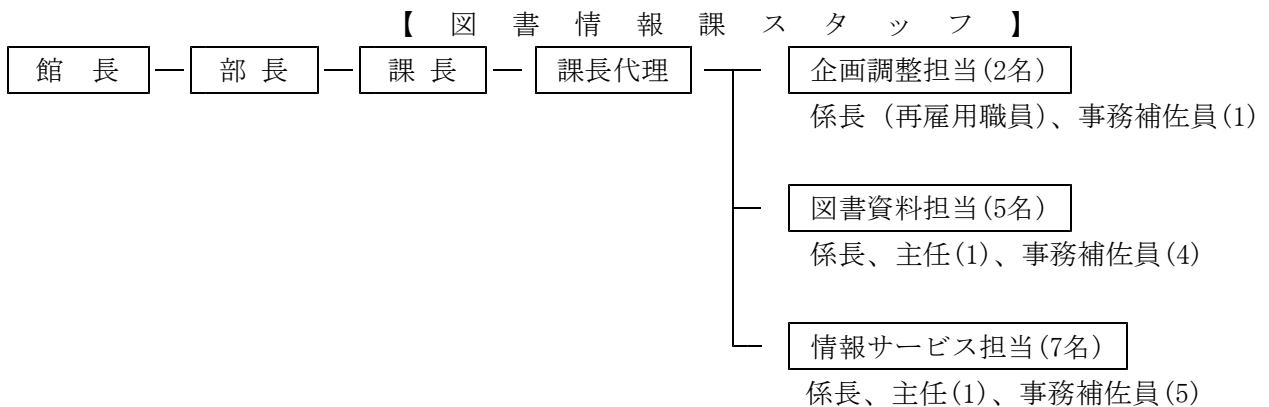 【図書情報課スタッフ】
館長 部長 課長 課長代理 企画調整担当(2名)
係長（再雇用職員）、事務補佐員(1)
図書資料担当(5名)
係長、主任(1)、事務補佐員(4)
情報サービス担当(7名)
係長、主任(1)、事務補佐員(5)